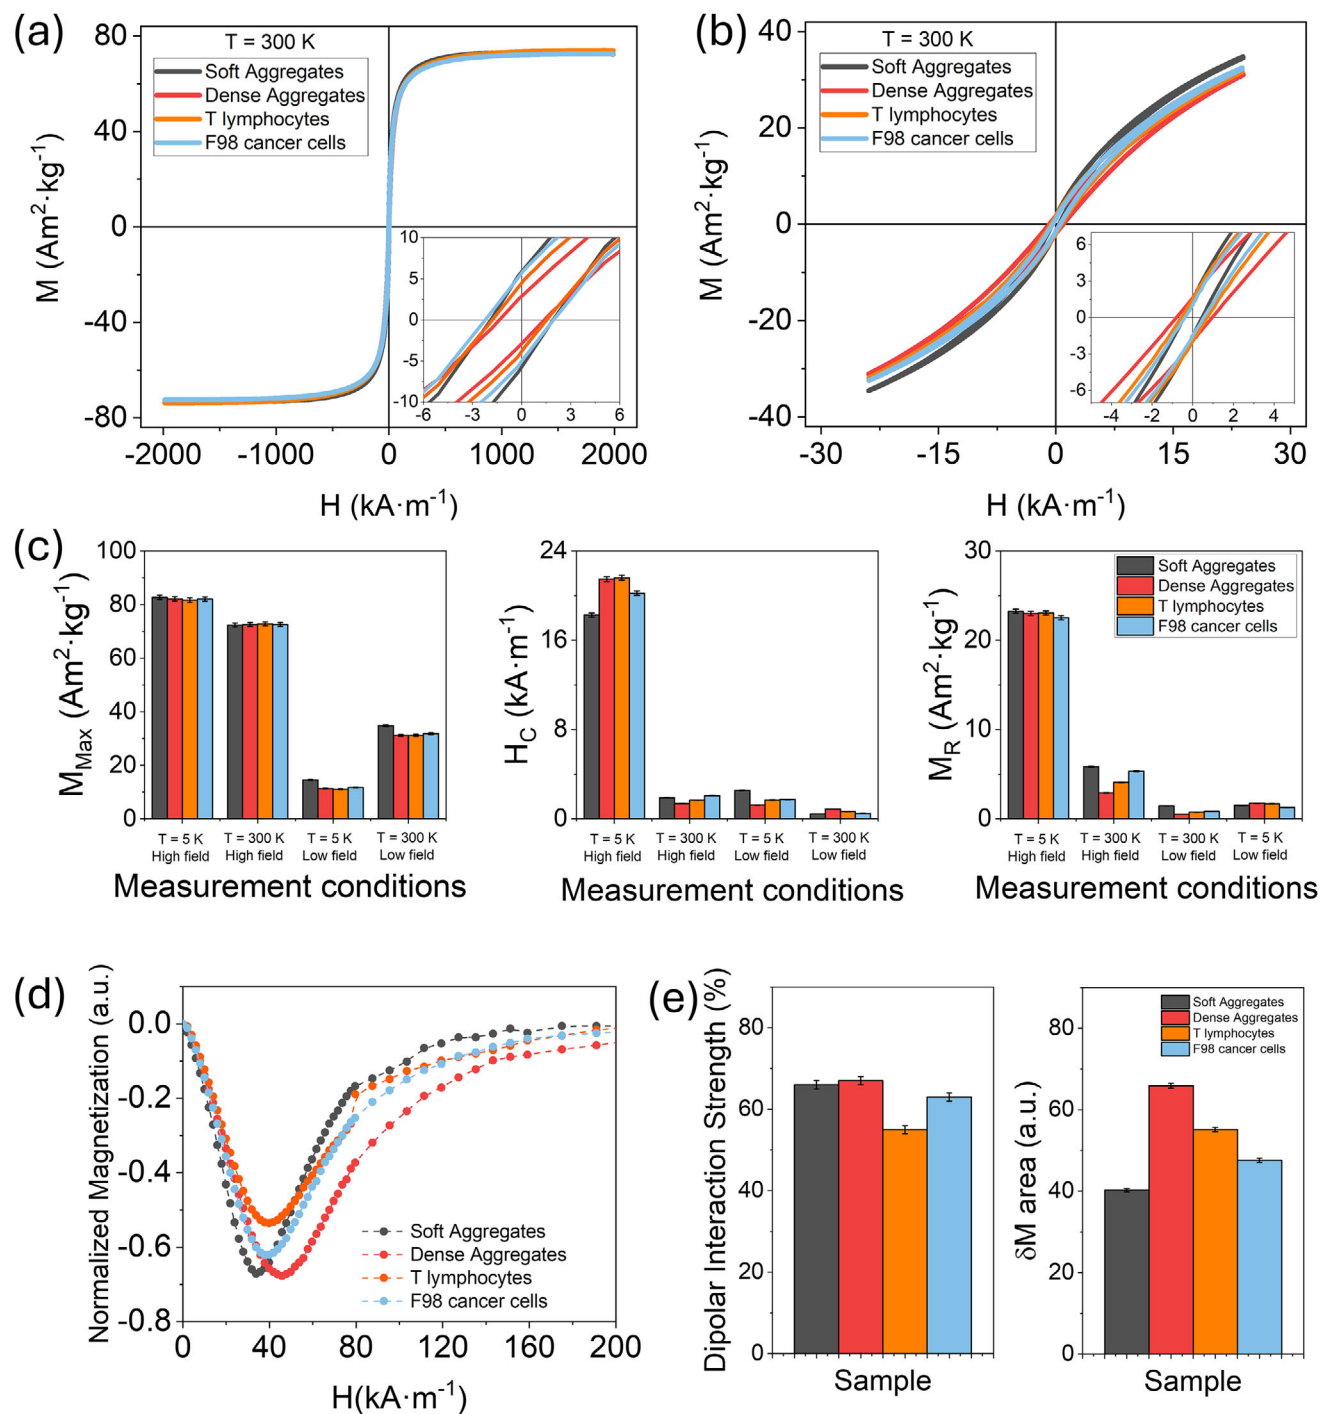 (a)
T = 300 K
Soft Aggregates
Dense Aggregates
T lymphocytes
F98 cancer cells
M (Am²·kg⁻¹)
80
40
0
-40
-80
10
5
0
-5
-10
-6 -3 0 3 6
-2000 -1000 0 1000 2000
H (kA·m⁻¹)
(b)
T = 300 K
Soft Aggregates
Dense Aggregates
T lymphocytes
F98 cancer cells
M (Am²·kg⁻¹)
40
20
0
-20
-40
6
3
0
-3
-6
-4 -2 0 2 4
-30 -15 0 15 30
H (kA·m⁻¹)
(c)
M_Max (Am²·kg⁻¹)
100
80
60
40
20
0
T = 5 K T = 300 K T = 5 K T = 300 K
High field High field Low field Low field
Measurement conditions
H_C (kA·m⁻¹)
24
16
8
0
T = 5 K T = 300 K T = 5 K T = 300 K
High field High field Low field Low field
Measurement conditions
M_R (Am²·kg⁻¹)
30
20
10
0
Soft Aggregates
Dense Aggregates
T lymphocytes
F98 cancer cells
T = 5 K T = 300 K T = 300 K T = 5 K
High field High field Low field Low field
Measurement conditions
(d)
Normalized Magnetization (a.u.)
0.0
-0.2
-0.4
-0.6
-0.8
Soft Aggregates
Dense Aggregates
T lymphocytes
F98 cancer cells
0 40 80 120 160 200
H(kA·m⁻¹)
(e)
Dipolar Interaction Strength (%)
80
60
40
20
0
Sample
δM area (a.u.)
80
60
40
20
0
Soft Aggregates
Dense Aggregates
T lymphocytes
F98 cancer cells
Sample